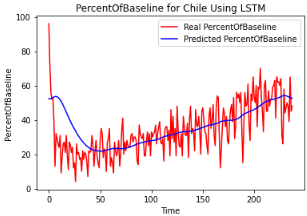 PercentOfBaseline for Chile Using LSTM
100
80
60
40
20
0
PercentOfBaseline
Real PercentOfBaseline
Predicted PercentOfBaseline
0 50 100 150 200
Time